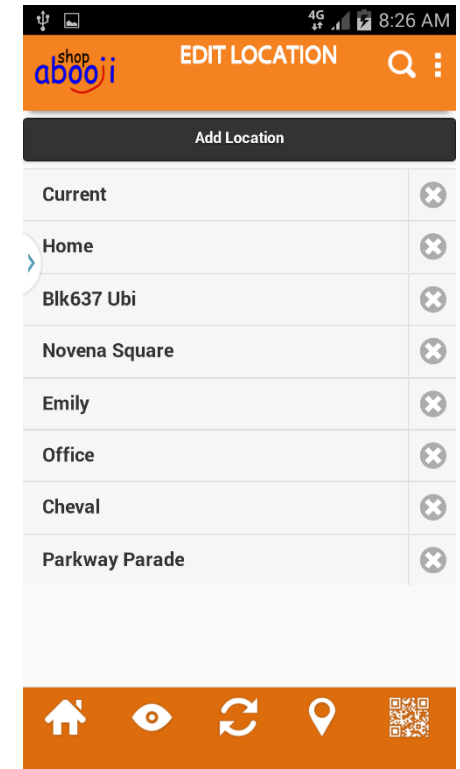 4G 8:26 AM
shop
abooji
EDIT LOCATION
Add Location
Current
Home
Blk637 Ubi
Novena Square
Emily
Office
Cheval
Parkway Parade